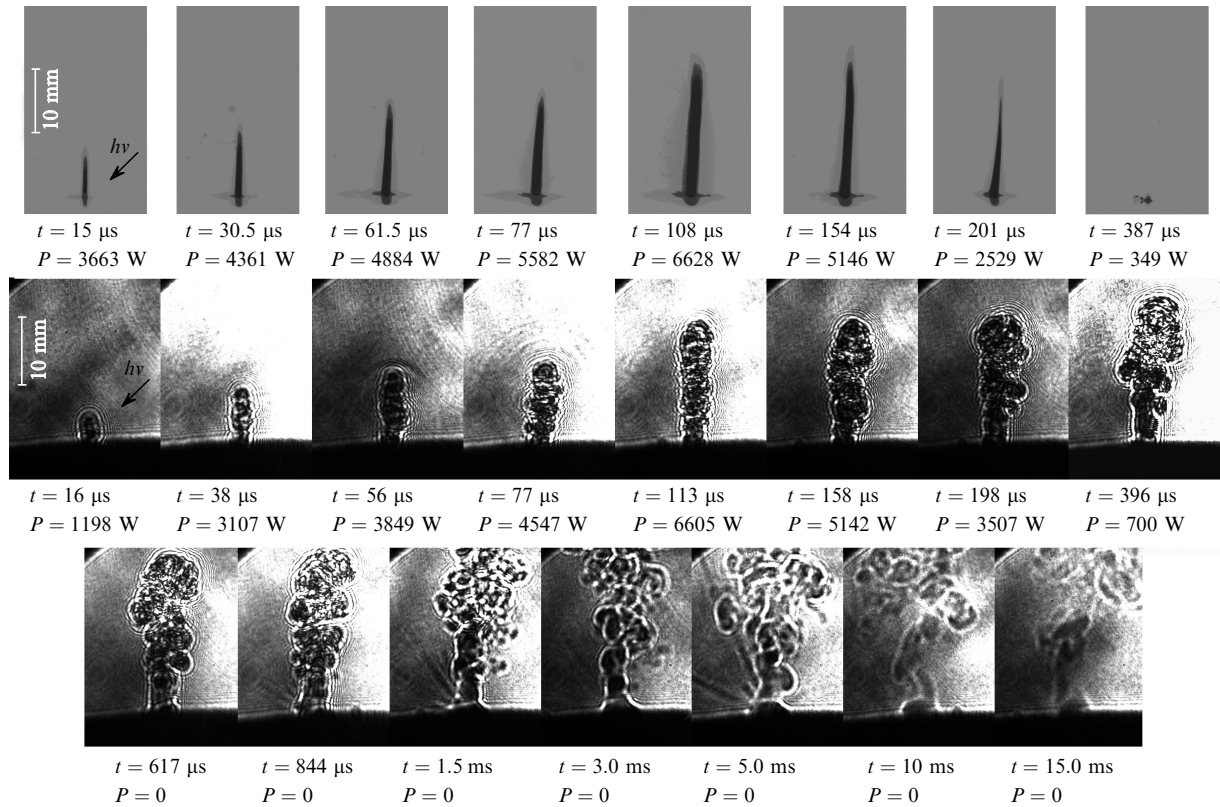 10 mm
hν
t = 15 μs t = 30.5 μs t = 61.5 μs t = 77 μs t = 108 μs t = 154 μs t = 201 μs t = 387 μs
P = 3663 W P = 4361 W P = 4884 W P = 5582 W P = 6628 W P = 5146 W P = 2529 W P = 349 W
10 mm
hν
t = 16 μs t = 38 μs t = 56 μs t = 77 μs t = 113 μs t = 158 μs t = 198 μs t = 396 μs
P = 1198 W P = 3107 W P = 3849 W P = 4547 W P = 6605 W P = 5142 W P = 3507 W P = 700 W
t = 617 μs t = 844 μs t = 1.5 ms t = 3.0 ms t = 5.0 ms t = 10 ms t = 15.0 ms
P = 0 P = 0 P = 0 P = 0 P = 0 P = 0 P = 0